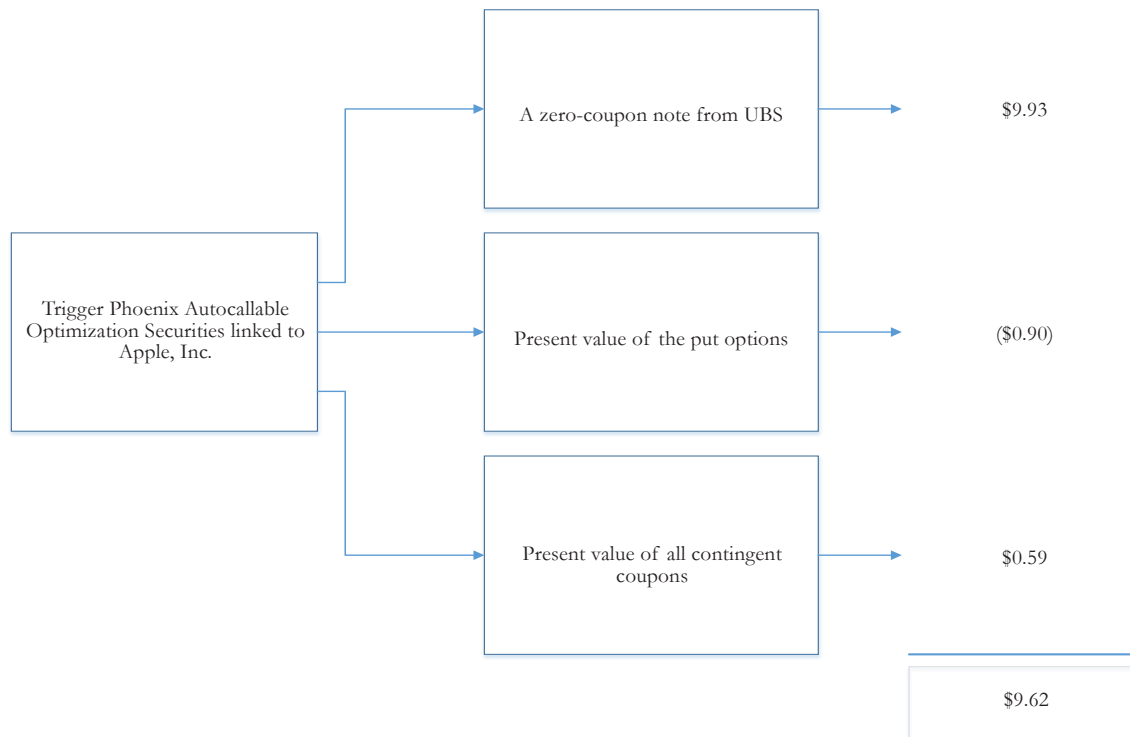 A zero-coupon note from UBS
$9.93
Trigger Phoenix Autocallable
Optimization Securities linked to
Apple, Inc.
Present value of the put options
($0.90)
Present value of all contingent
coupons
$0.59
$9.62